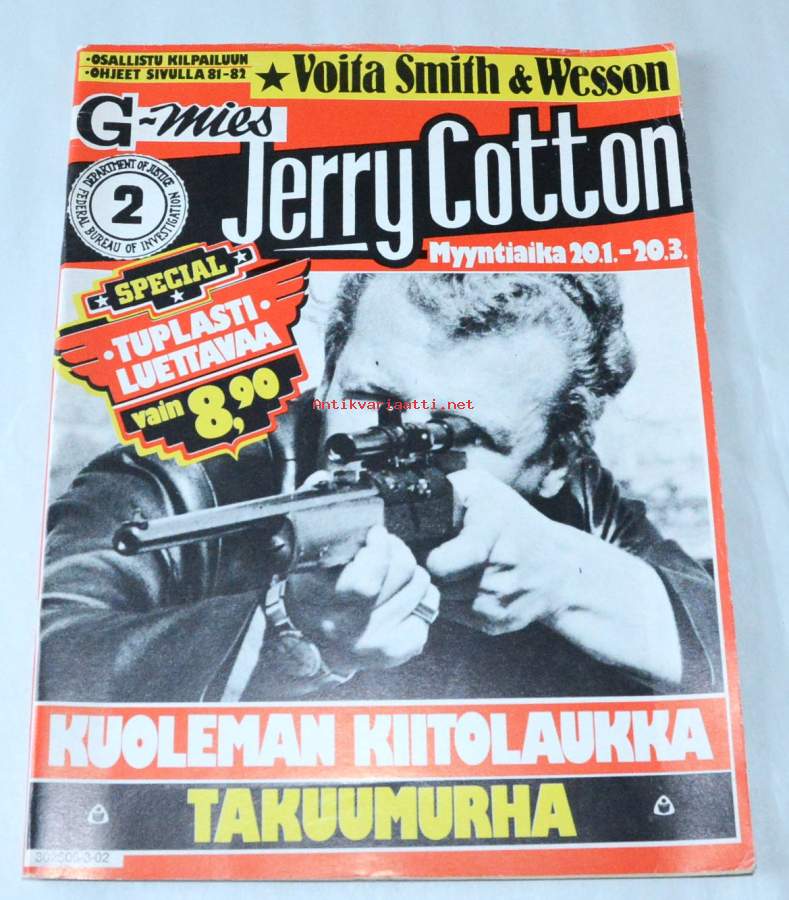 •OSALLISTU KILPAILUUN
•OHJEET SIVULLA 81-82
★ Voita Smith & Wesson
G-mies
Jerry Cotton
DEPARTMENT OF JUSTICE
2
FEDERAL BUREAU OF INVESTIGATION
Myyntiaika 20.1.-20.3.
★ SPECIAL ★
•TUPLASTI•
LUETTAVAA
vain 8,90
Antikvariaatti.net
KUOLEMAN KIITOLAUKKA
TAKUUMURHA